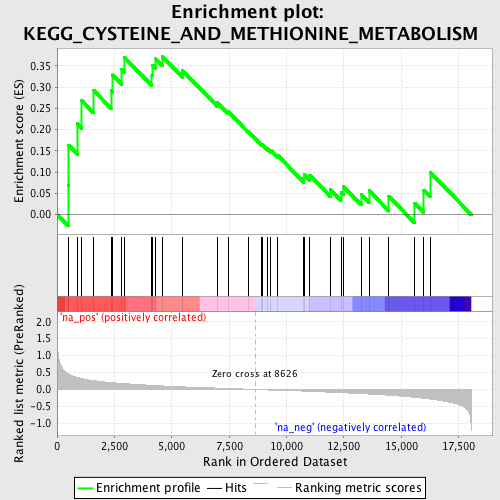 Enrichment plot:
KEGG_CYSTEINE_AND_METHIONINE_METABOLISM
Enrichment score (ES)
0.35
0.30
0.25
0.20
0.15
0.10
0.05
0.00
'na_pos' (positively correlated)
Ranked list metric (PreRanked)
2.0
1.5
1.0
0.5
0.0
-0.5
-1.0
Zero cross at 8626
'na_neg' (negatively correlated)
0 2,500 5,000 7,500 10,000 12,500 15,000 17,500
Rank in Ordered Dataset
Enrichment profile Hits Ranking metric scores